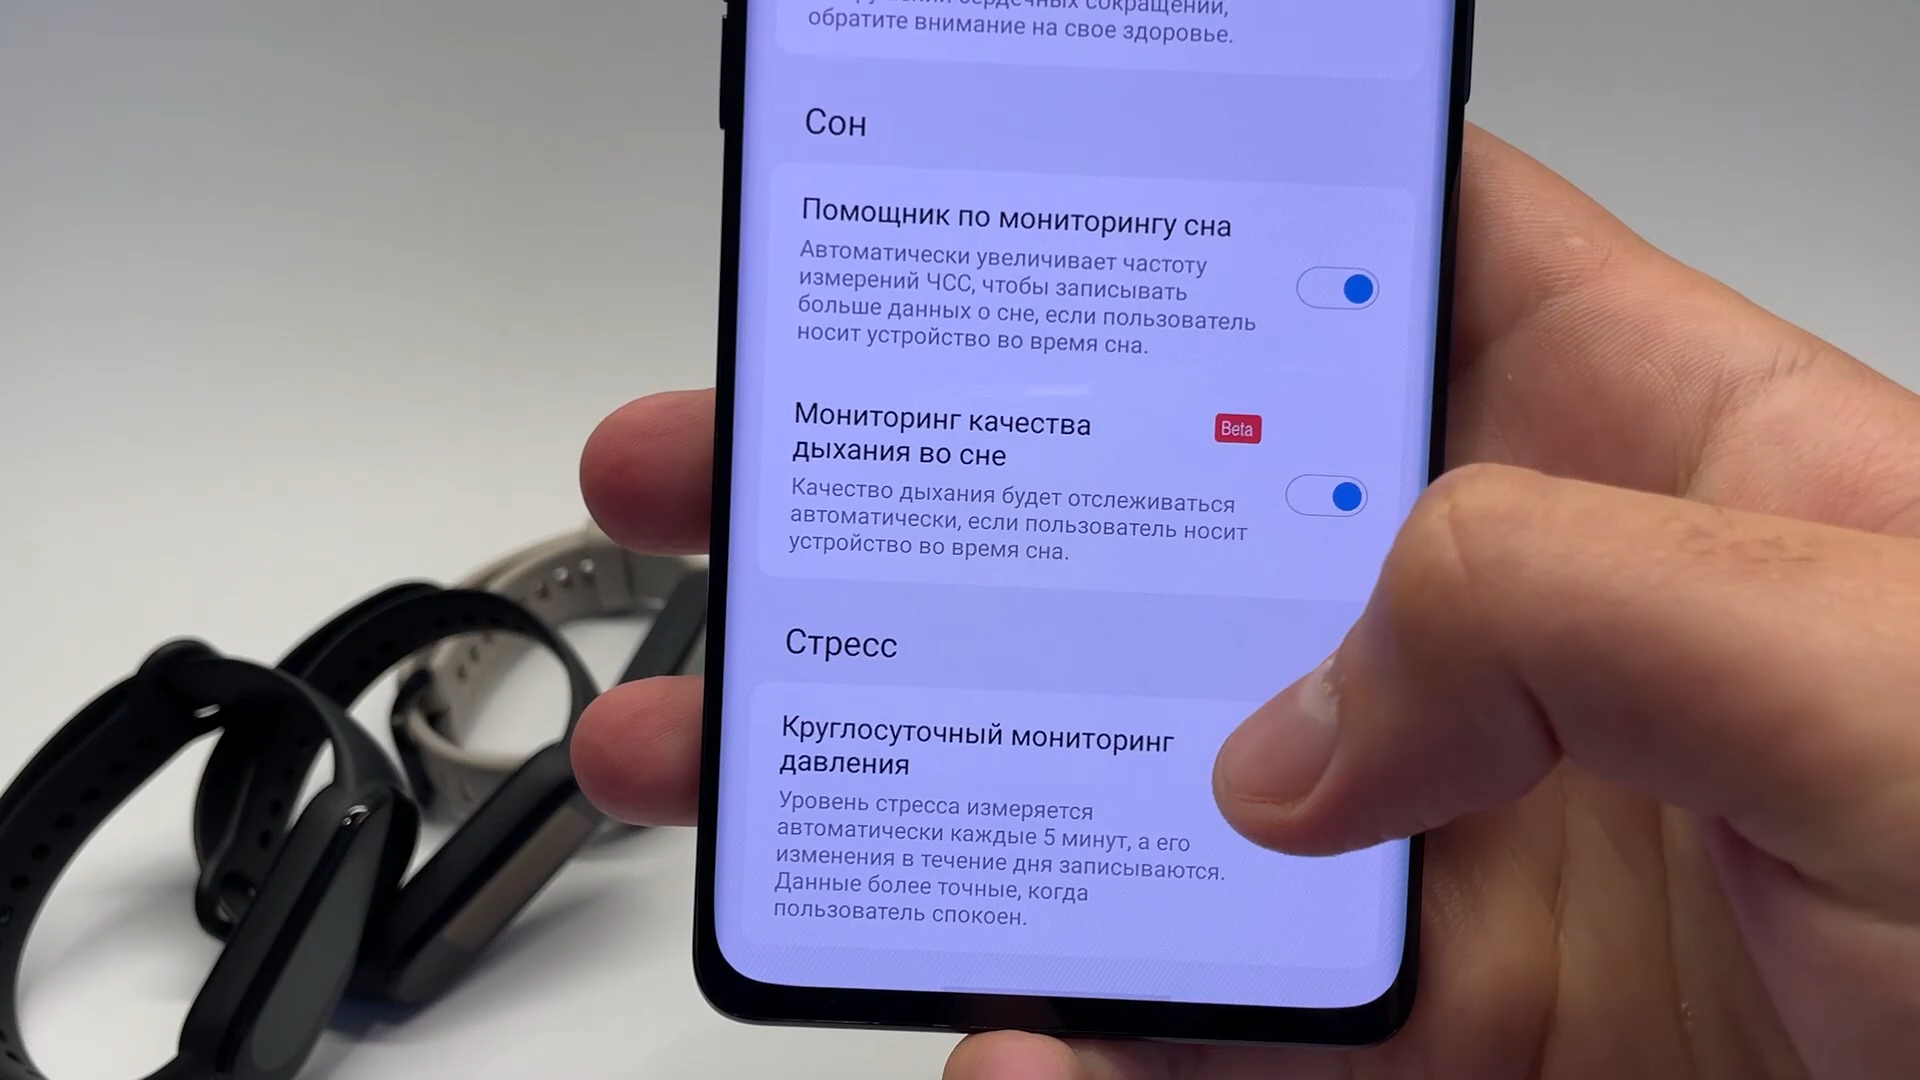 сердечных сокращений,
обратите внимание на свое здоровье.
Сон
Помощник по мониторингу сна
Автоматически увеличивает частоту
измерений ЧСС, чтобы записывать
больше данных о сне, если пользователь
носит устройство во время сна.
Мониторинг качества
дыхания во сне
Beta
Качество дыхания будет отслеживаться
автоматически, если пользователь носит
устройство во время сна.
Стресс
Круглосуточный мониторинг
давления
Уровень стресса измеряется
автоматически каждые 5 минут, а его
изменения в течение дня записываются.
Данные более точные, когда
пользователь спокоен.